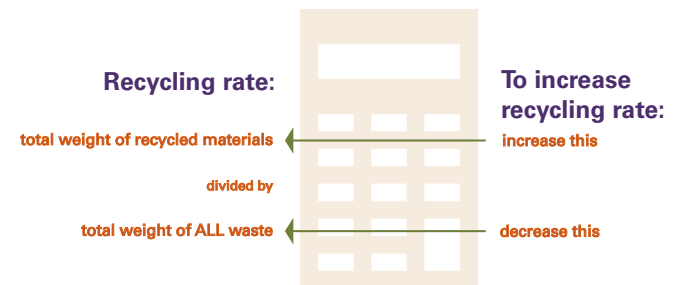 Recycling rate:
total weight of recycled materials
divided by
total weight of ALL waste
To increase
recycling rate:
increase this
decrease this